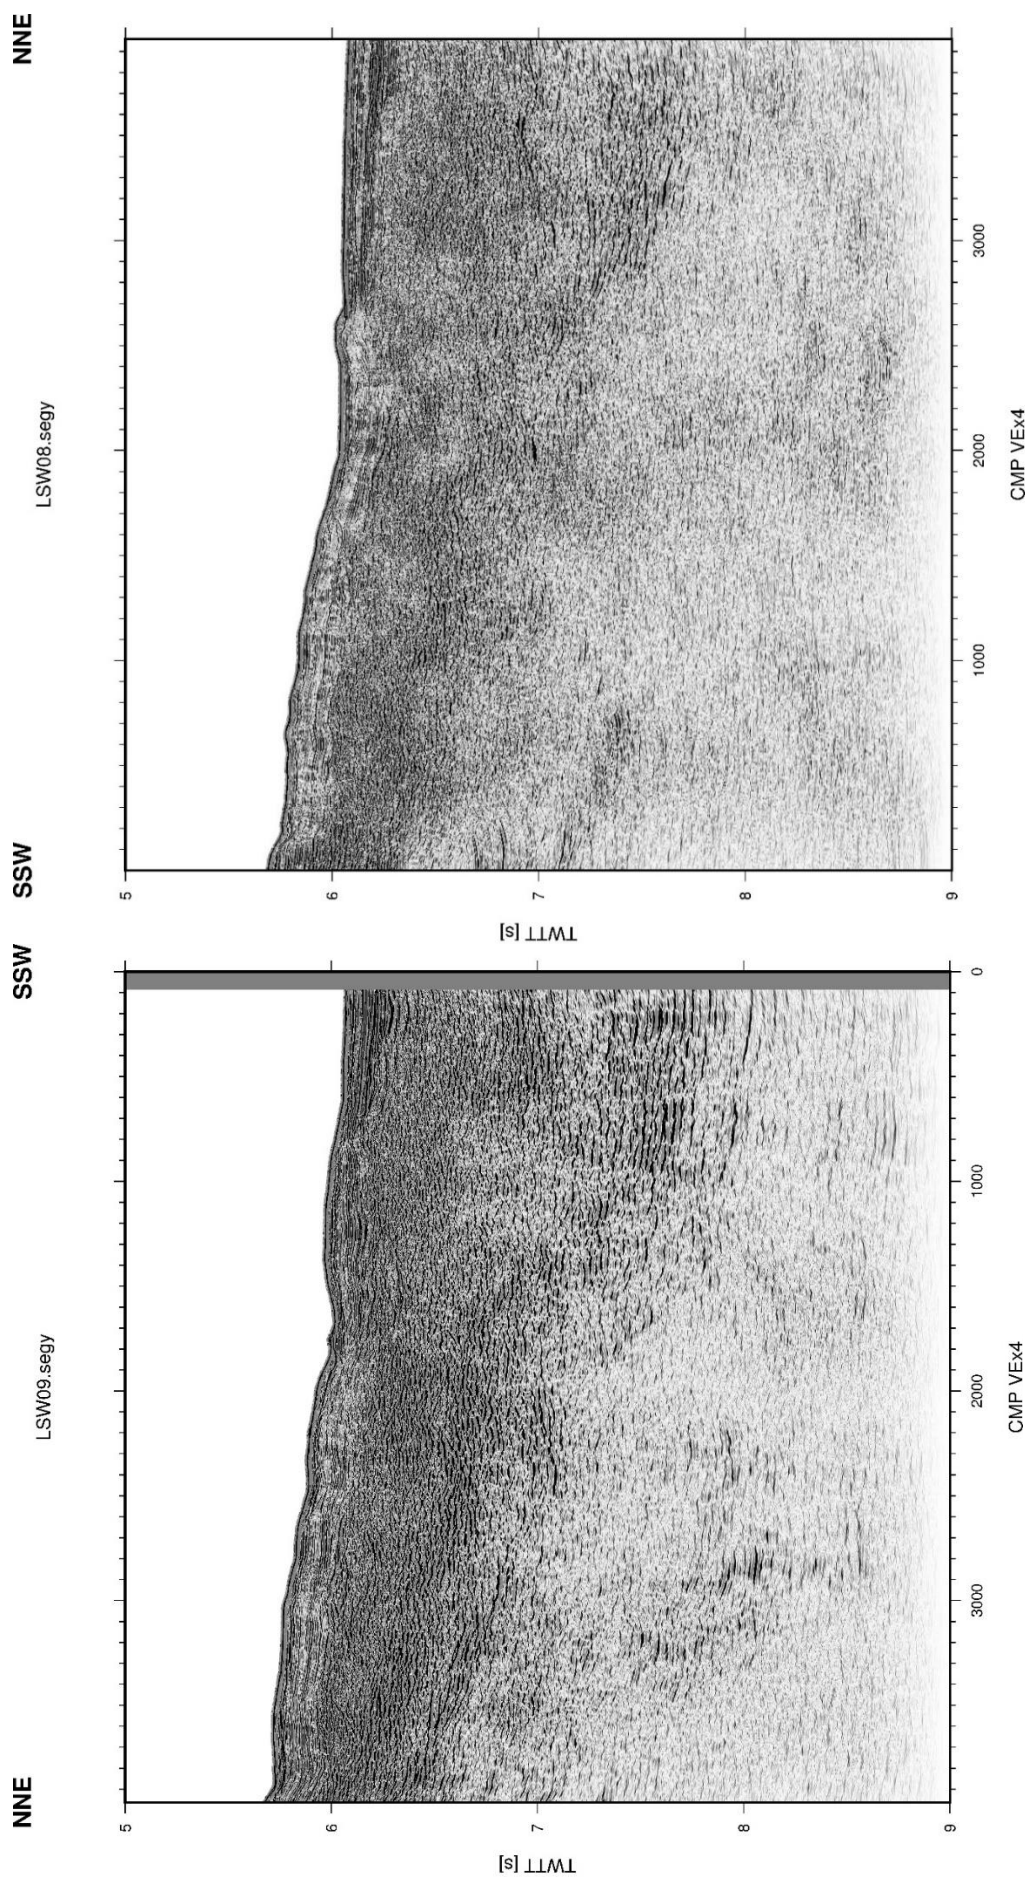 NNE
LSW09.segy
SSW
5
6
7
8
9
TWTT [s]
3000
2000
1000
0
CMP VEx4
SSW
LSW08.segy
NNE
5
6
7
8
9
TWTT [s]
1000
2000
3000
CMP VEx4